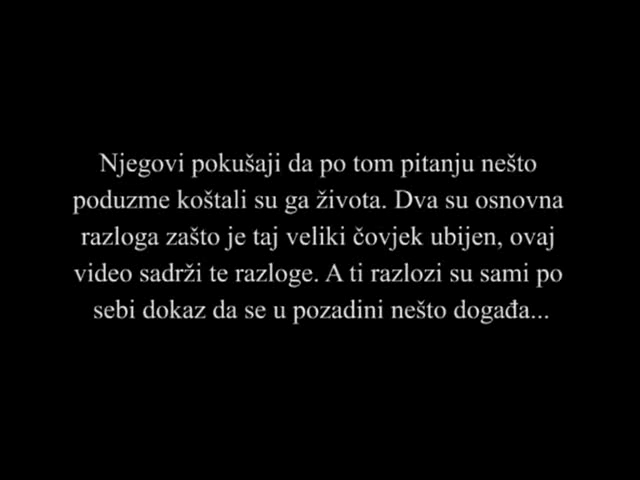 Njegovi pokušaji da po tom pitanju nešto
poduzme koštali su ga života. Dva su osnovna
razloga zašto je taj veliki čovjek ubijen, ovaj
video sadrži te razloge. A ti razlozi su sami po
sebi dokaz da se u pozadini nešto događa...